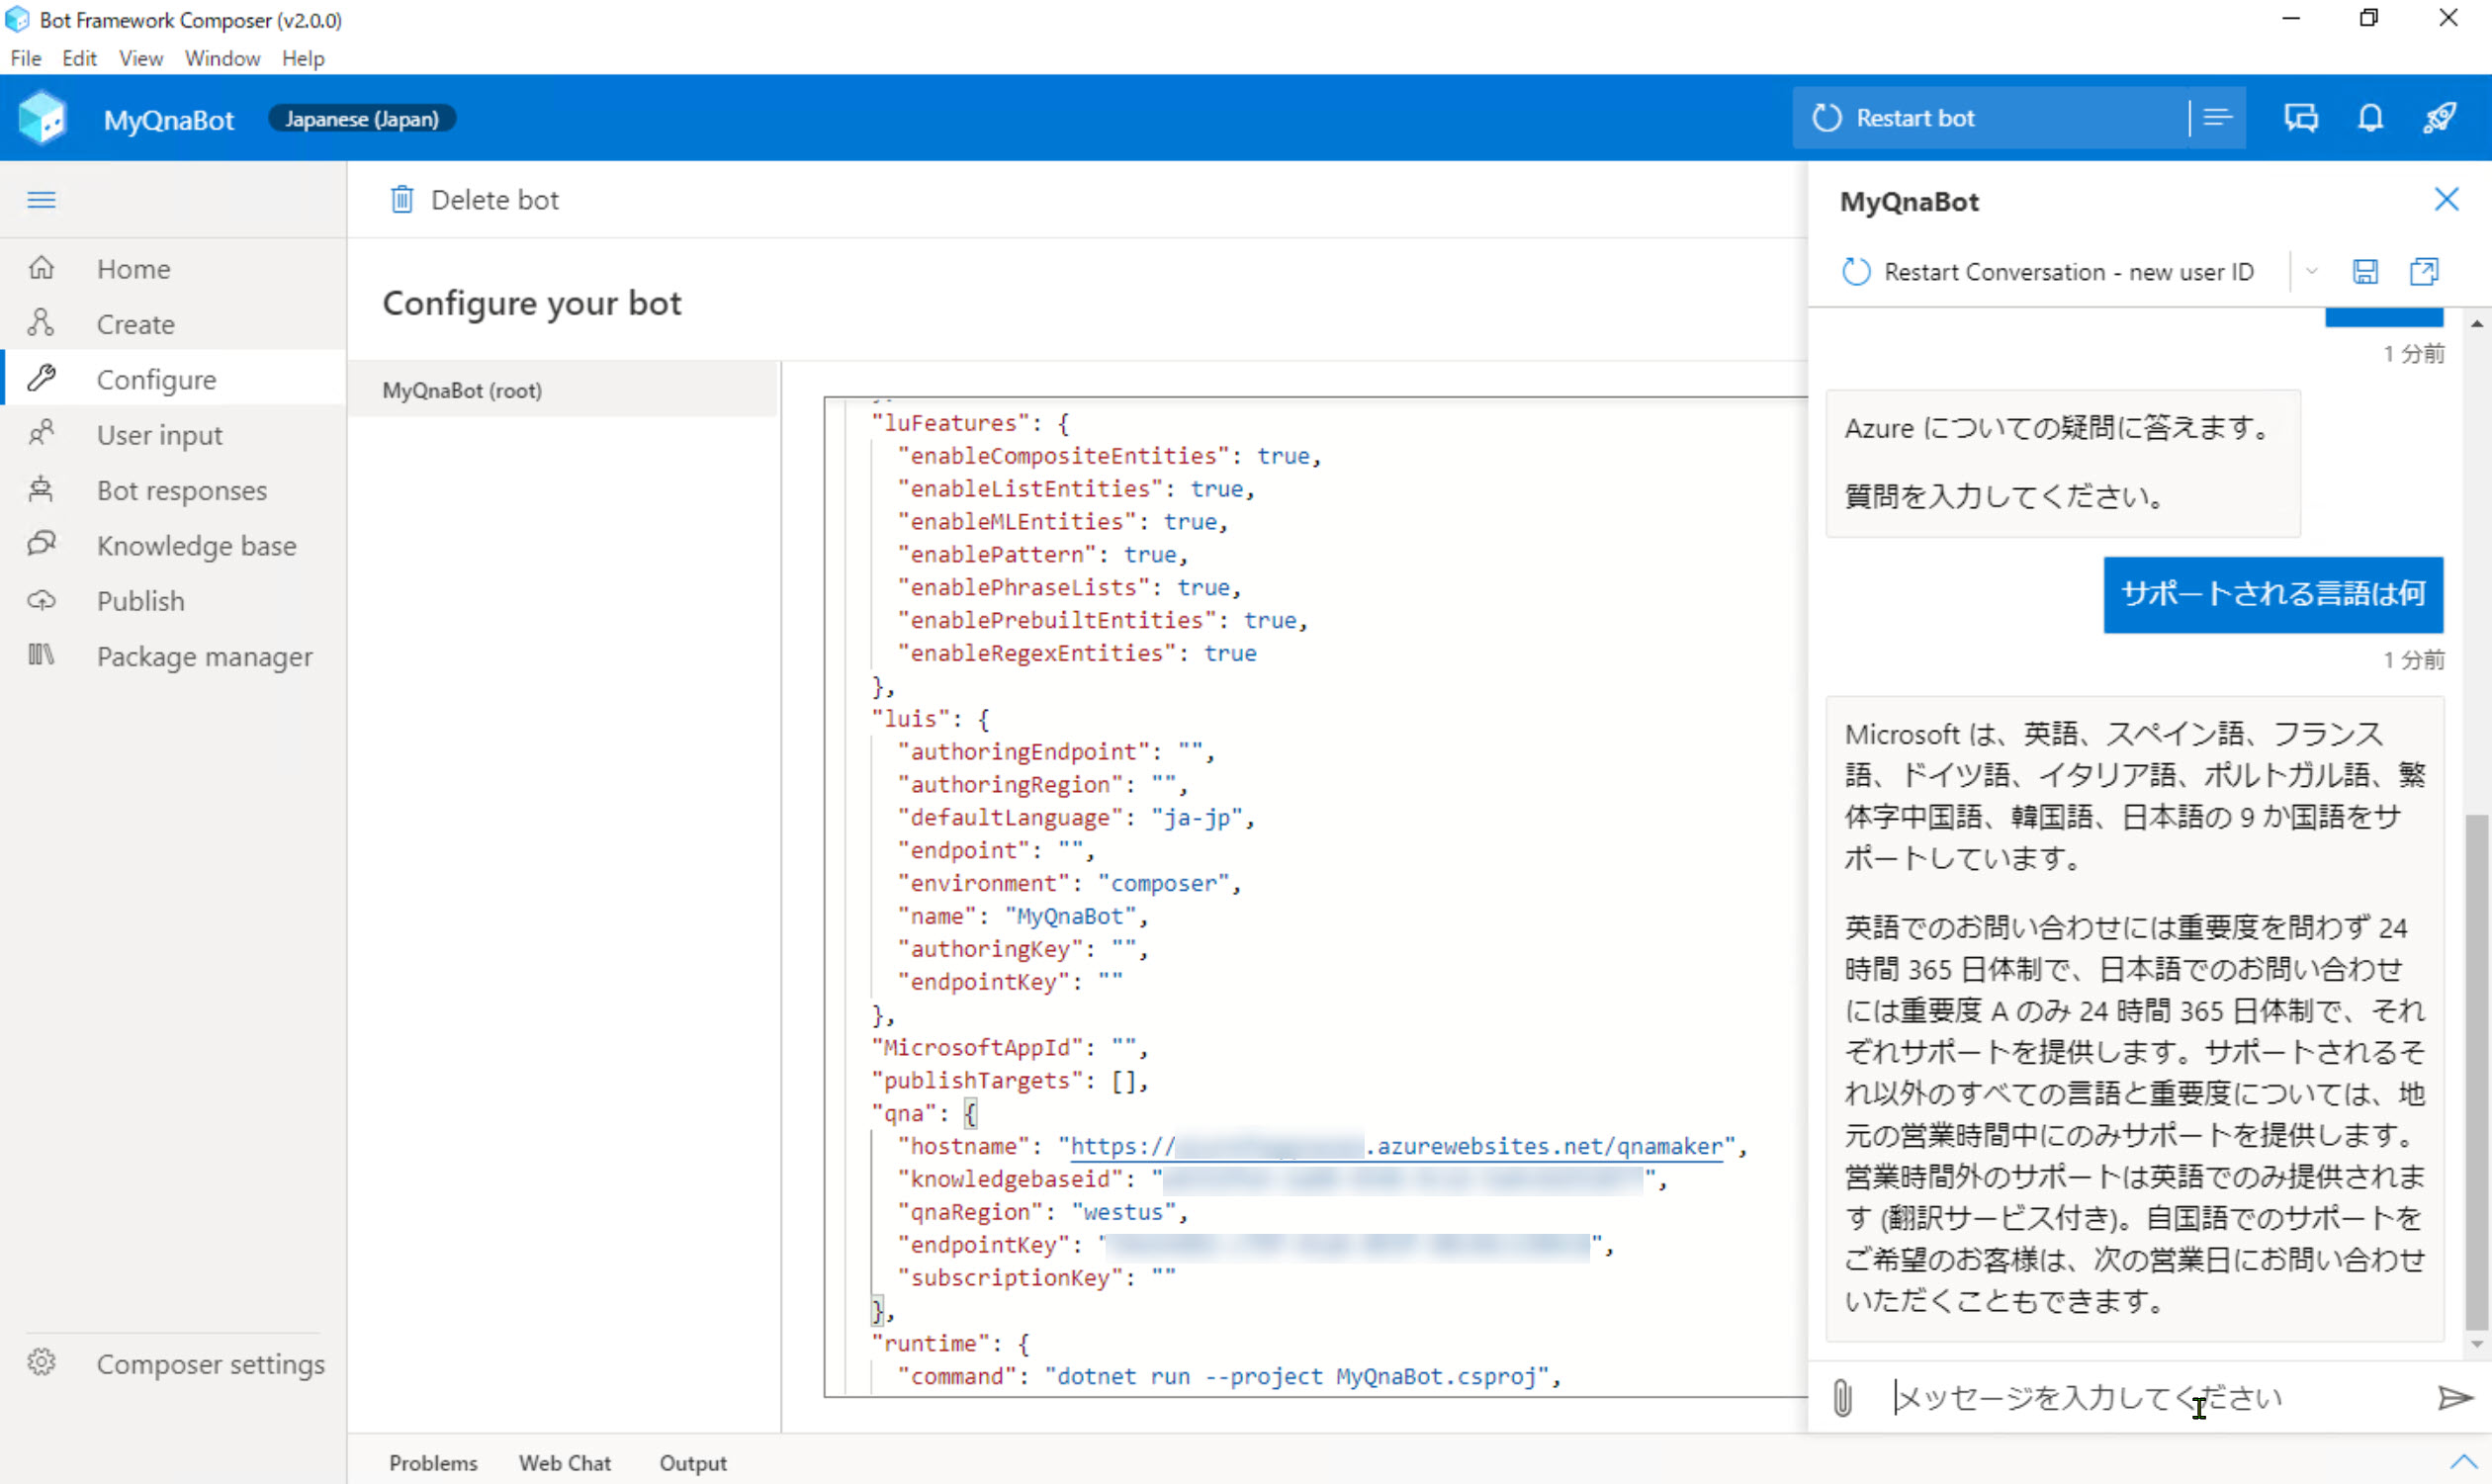 Bot Framework Composer (v2.0.0)
File Edit View Window Help
MyQnaBot Japanese (Japan) Restart bot
Home
Create
Configure
User input
Bot responses
Knowledge base
Publish
Package manager
Composer settings
Delete bot
Configure your bot
MyQnaBot (root)
"luFeatures": {
"enableCompositeEntities": true,
"enableListEntities": true,
"enableMLEntities": true,
"enablePattern": true,
"enablePhraseLists": true,
"enablePrebuiltEntities": true,
"enableRegexEntities": true
},
"luis": {
"authoringEndpoint": "",
"authoringRegion": "",
"defaultLanguage": "ja-jp",
"endpoint": "",
"environment": "composer",
"name": "MyQnaBot",
"authoringKey": "",
"endpointKey": ""
},
"MicrosoftAppId": "",
"publishTargets": [],
"qna": {
"hostname": "https:// .azurewebsites.net/qnamaker",
"knowledgebaseid": " ",
"qnaRegion": "westus",
"endpointKey": " ",
"subscriptionKey": ""
},
"runtime": {
"command": "dotnet run --project MyQnaBot.csproj",
Problems Web Chat Output
MyQnaBot
Restart Conversation - new user ID
1 分前
Azure についての疑問に答えます。
質問を入力してください。
サポートされる言語は何
1 分前
Microsoft は、英語、スペイン語、フランス
語、ドイツ語、イタリア語、ポルトガル語、繁
体字中国語、韓国語、日本語の 9 か国語をサ
ポートしています。
英語でのお問い合わせには重要度を問わず 24
時間 365 日体制で、日本語でのお問い合わせ
には重要度 A のみ 24 時間 365 日体制で、それ
ぞれサポートを提供します。サポートされるそ
れ以外のすべての言語と重要度については、地
元の営業時間中にのみサポートを提供します。
営業時間外のサポートは英語でのみ提供されま
す (翻訳サービス付き)。自国語でのサポートを
ご希望のお客様は、次の営業日にお問い合わせ
いただくこともできます。
メッセージを入力してください